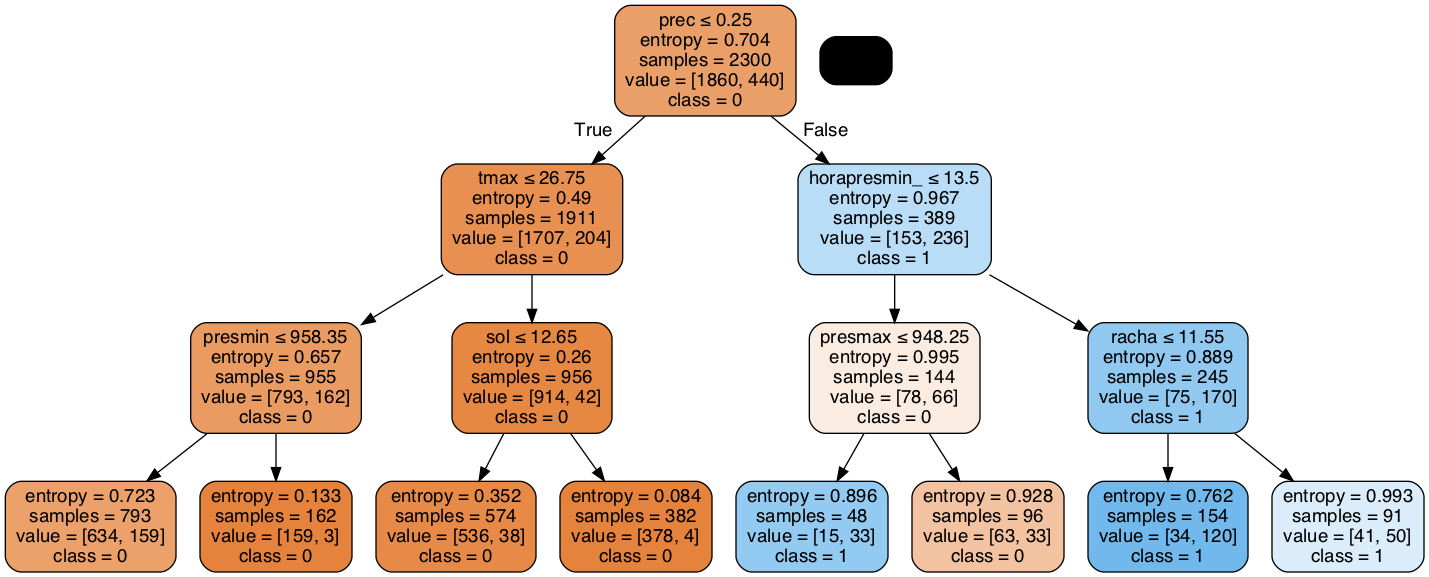 prec ≤ 0.25
entropy = 0.704
samples = 2300
value = [1860, 440]
class = 0
True
False
tmax ≤ 26.75
entropy = 0.49
samples = 1911
value = [1707, 204]
class = 0
horapresmin_ ≤ 13.5
entropy = 0.967
samples = 389
value = [153, 236]
class = 1
presmin ≤ 958.35
entropy = 0.657
samples = 955
value = [793, 162]
class = 0
sol ≤ 12.65
entropy = 0.26
samples = 956
value = [914, 42]
class = 0
presmax ≤ 948.25
entropy = 0.995
samples = 144
value = [78, 66]
class = 0
racha ≤ 11.55
entropy = 0.889
samples = 245
value = [75, 170]
class = 1
entropy = 0.723
samples = 793
value = [634, 159]
class = 0
entropy = 0.133
samples = 162
value = [159, 3]
class = 0
entropy = 0.352
samples = 574
value = [536, 38]
class = 0
entropy = 0.084
samples = 382
value = [378, 4]
class = 0
entropy = 0.896
samples = 48
value = [15, 33]
class = 1
entropy = 0.928
samples = 96
value = [63, 33]
class = 0
entropy = 0.762
samples = 154
value = [34, 120]
class = 1
entropy = 0.993
samples = 91
value = [41, 50]
class = 1